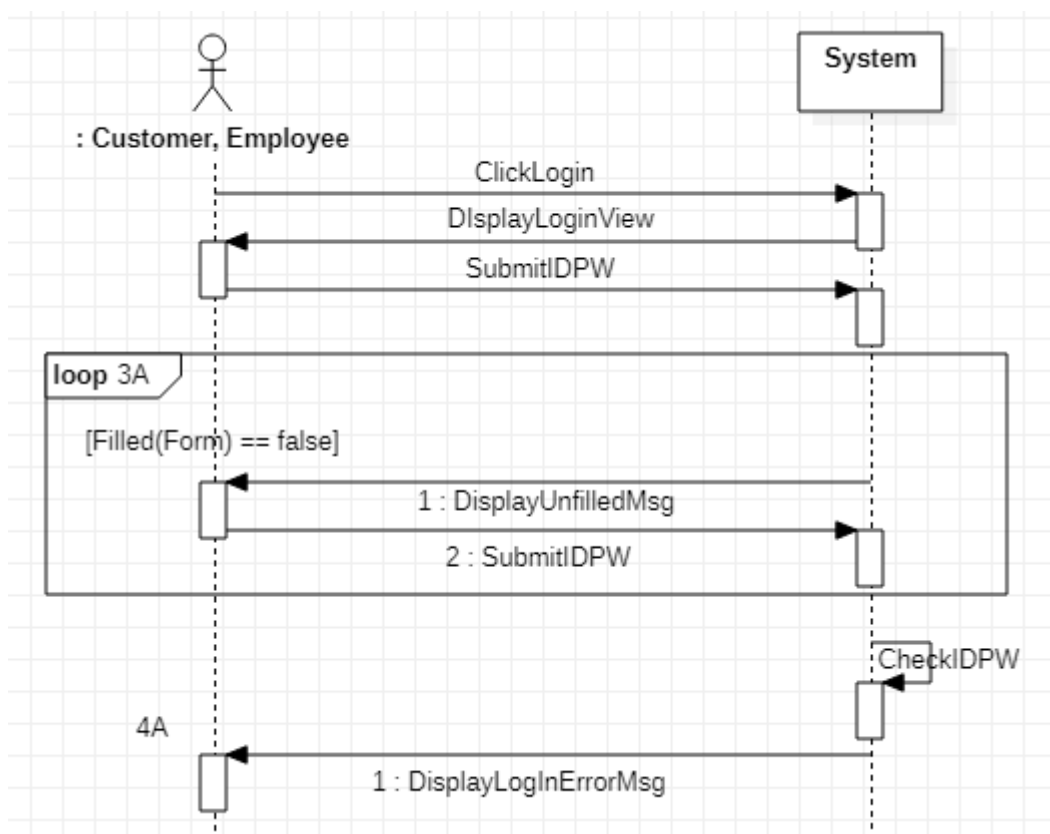 System
: Customer, Employee
ClickLogin
DIsplayLoginView
SubmitIDPW
loop 3A
[Filled(Form) == false]
1 : DisplayUnfilledMsg
2 : SubmitIDPW
CheckIDPW
4A
1 : DisplayLogInErrorMsg